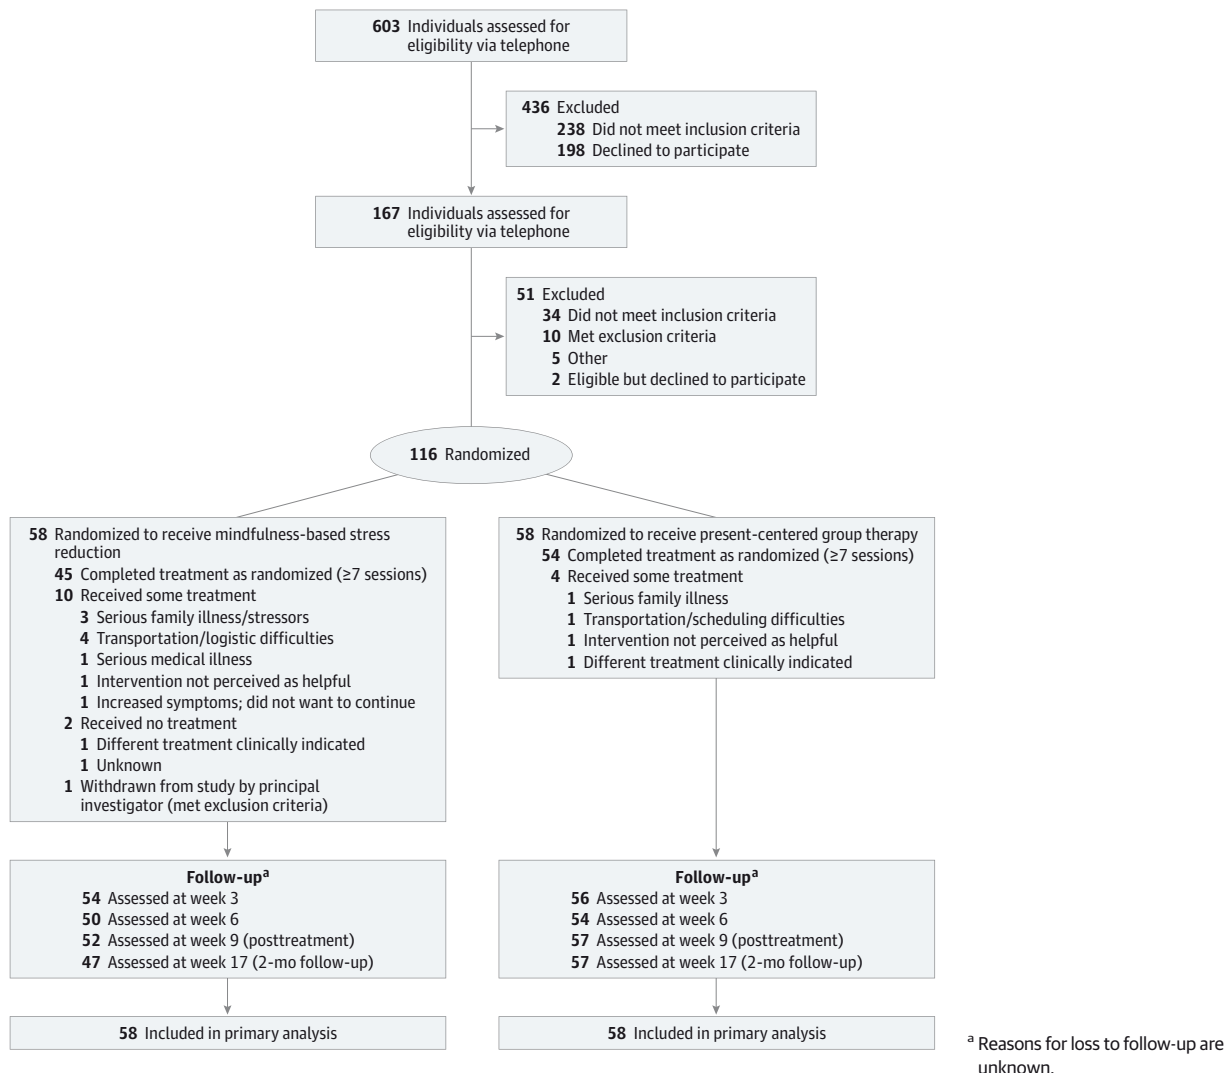 603 Individuals assessed for
eligibility via telephone
436 Excluded
238 Did not meet inclusion criteria
198 Declined to participate
167 Individuals assessed for
eligibility via telephone
51 Excluded
34 Did not meet inclusion criteria
10 Met exclusion criteria
5 Other
2 Eligible but declined to participate
116 Randomized
58 Randomized to receive mindfulness-based stress
reduction
45 Completed treatment as randomized (≥7 sessions)
10 Received some treatment
3 Serious family illness/stressors
4 Transportation/logistic difficulties
1 Serious medical illness
1 Intervention not perceived as helpful
1 Increased symptoms; did not want to continue
2 Received no treatment
1 Different treatment clinically indicated
1 Unknown
1 Withdrawn from study by principal
investigator (met exclusion criteria)
58 Randomized to receive present-centered group therapy
54 Completed treatment as randomized (≥7 sessions)
4 Received some treatment
1 Serious family illness
1 Transportation/scheduling difficulties
1 Intervention not perceived as helpful
1 Different treatment clinically indicated
Follow-upª
54 Assessed at week 3
50 Assessed at week 6
52 Assessed at week 9 (posttreatment)
47 Assessed at week 17 (2-mo follow-up)
Follow-upª
56 Assessed at week 3
54 Assessed at week 6
57 Assessed at week 9 (posttreatment)
57 Assessed at week 17 (2-mo follow-up)
58 Included in primary analysis
58 Included in primary analysis
ª Reasons for loss to follow-up are
unknown.